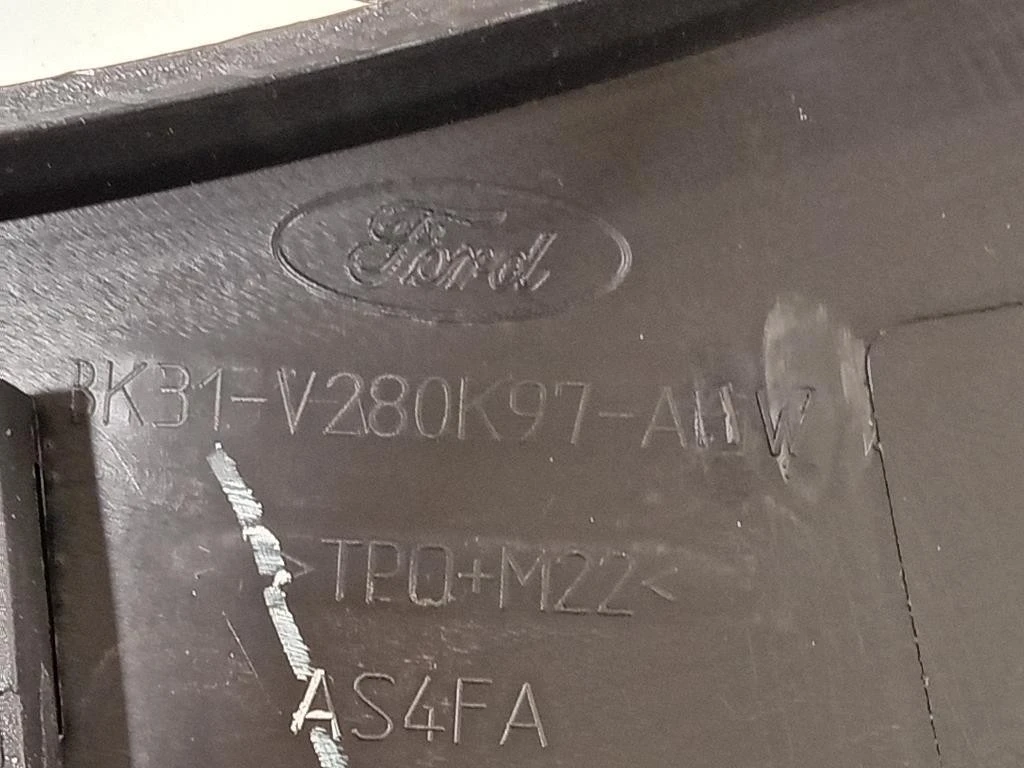 Ford
BK31-V280K97-
>TPO+M22<
AS4FA